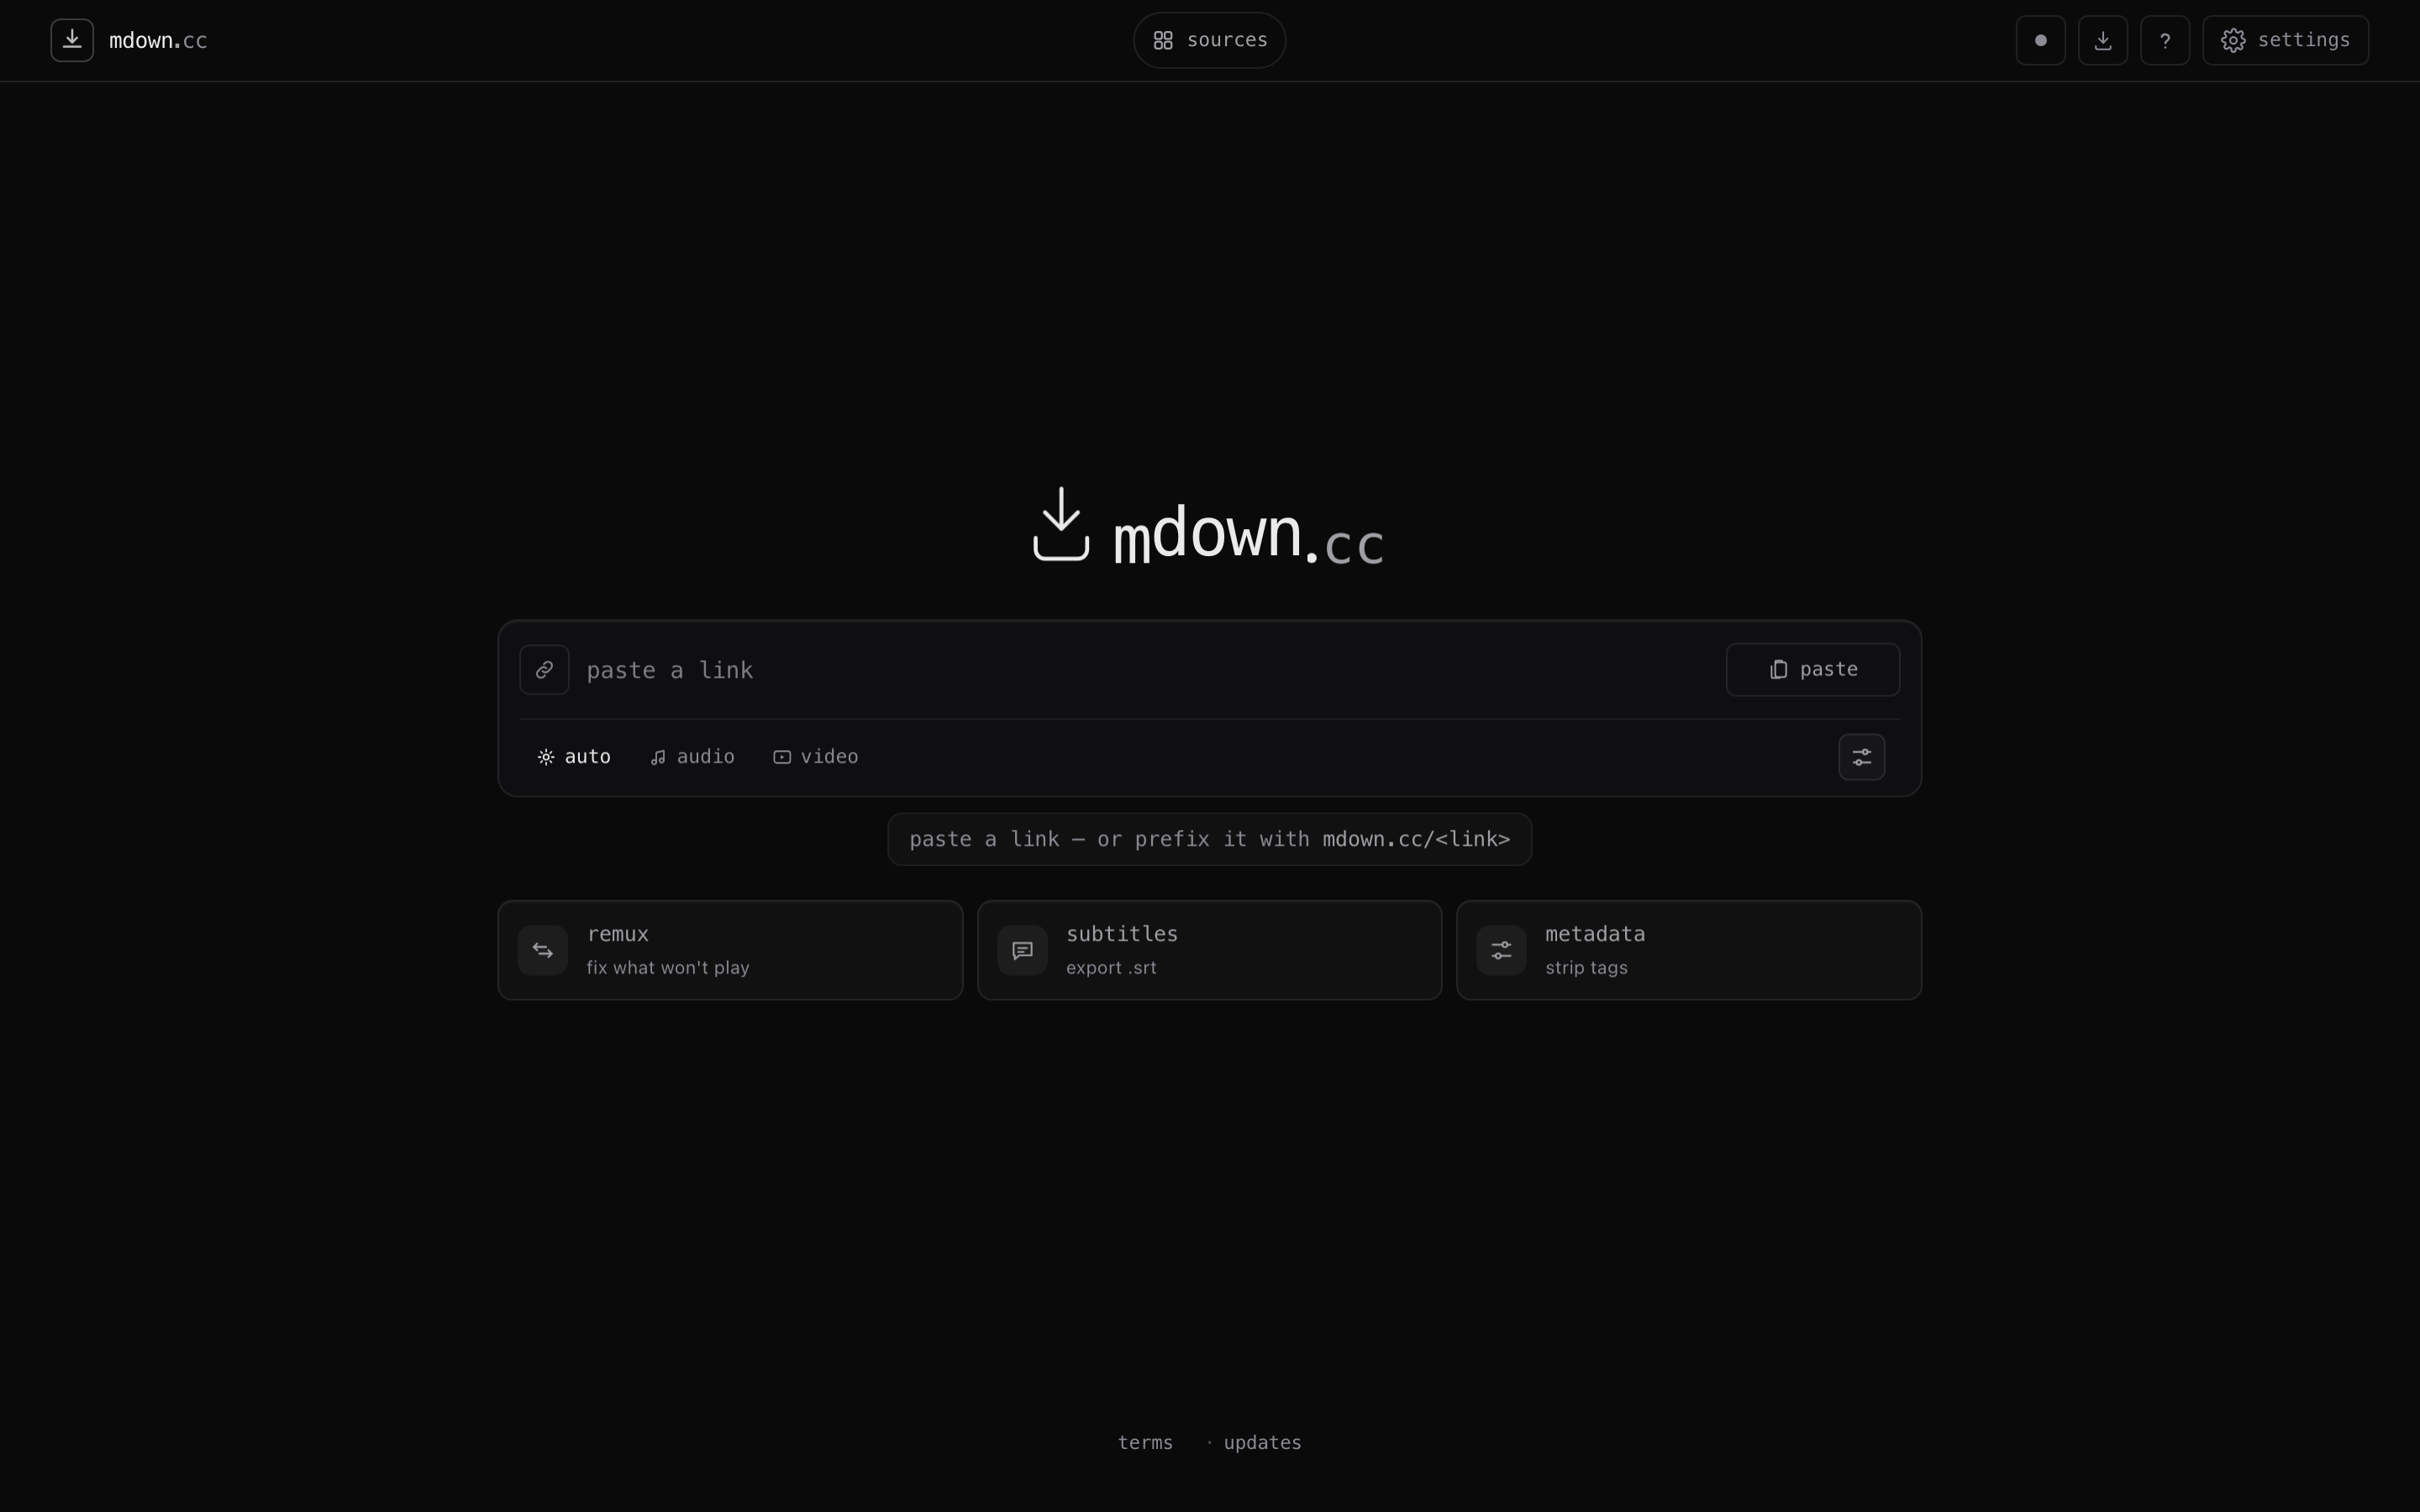 mdown.cc
sources
?
settings
mdown.cc
paste a link
paste
auto
audio
video
paste a link — or prefix it with mdown.cc/<link>
remux
fix what won't play
subtitles
export .srt
metadata
strip tags
terms · updates